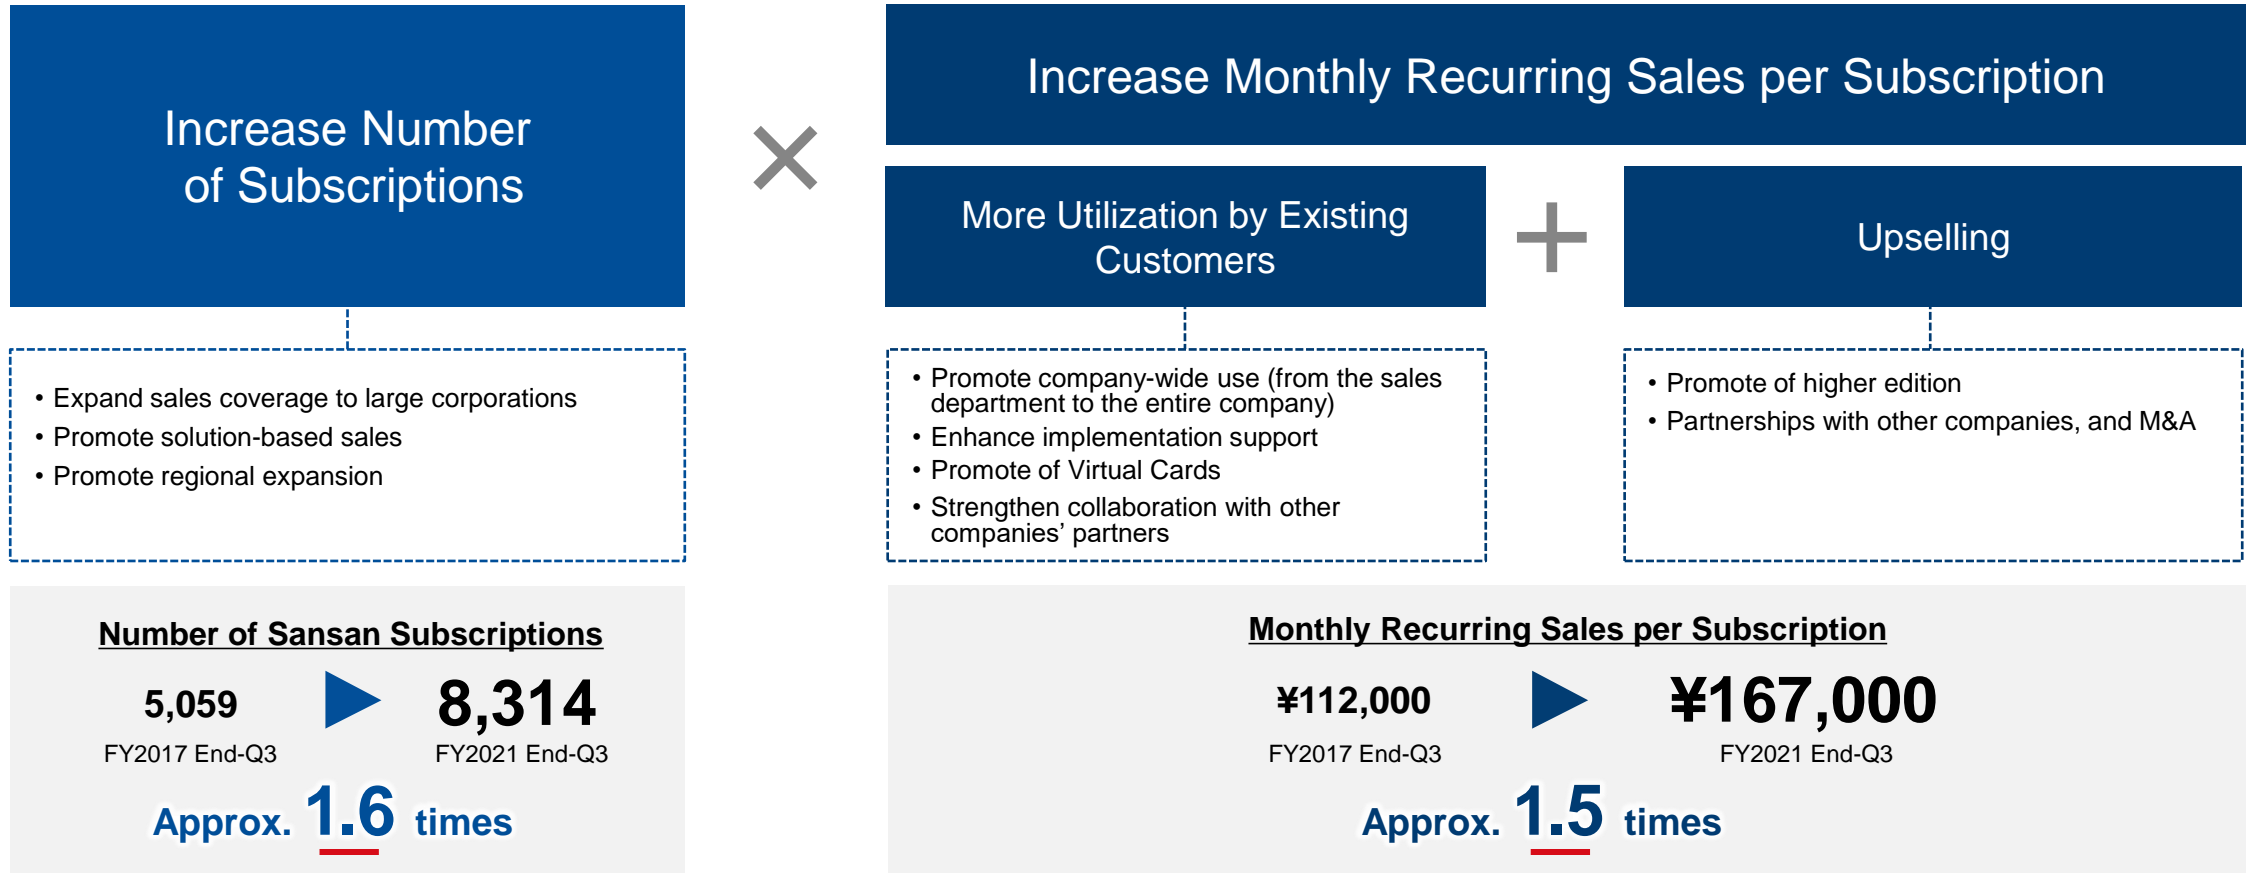 Increase Number
of Subscriptions
×
Increase Monthly Recurring Sales per Subscription
More Utilization by Existing
Customers
+
Upselling
• Expand sales coverage to large corporations
• Promote solution-based sales
• Promote regional expansion
• Promote company-wide use (from the sales
department to the entire company)
• Enhance implementation support
• Promote of Virtual Cards
• Strengthen collaboration with other
companies’ partners
• Promote of higher edition
• Partnerships with other companies, and M&A
Number of Sansan Subscriptions
5,059
8,314
FY2017 End-Q3
FY2021 End-Q3
Approx. 1.6 times
Monthly Recurring Sales per Subscription
¥112,000
¥167,000
FY2017 End-Q3
FY2021 End-Q3
Approx. 1.5 times